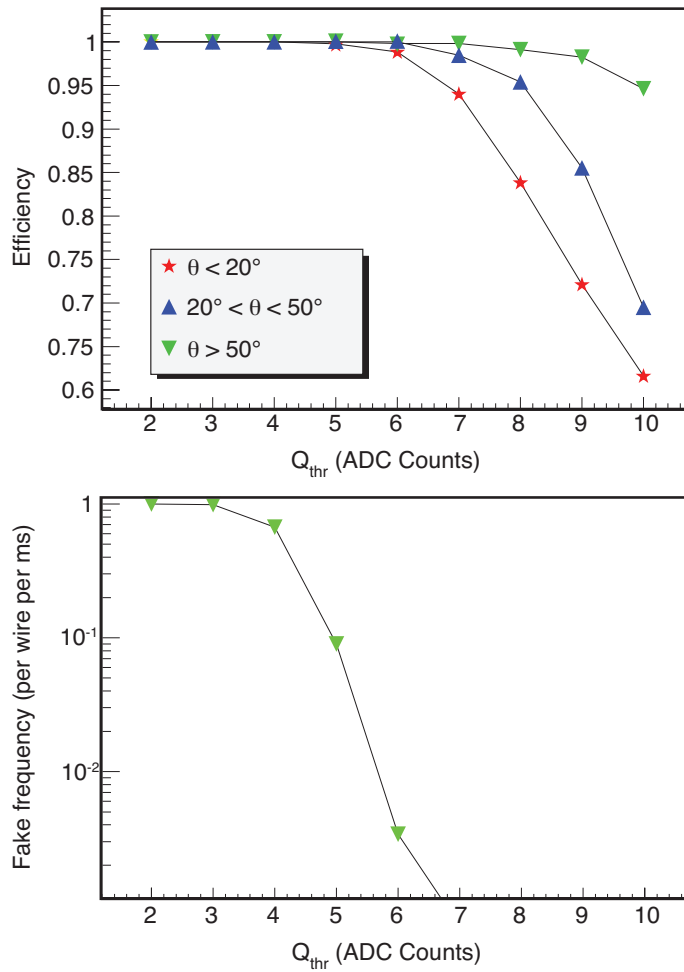 1
0.95
0.9
0.85
0.8
0.75
0.7
0.75
0.6
Efficiency
θ < 20°
20° < θ < 50°
θ > 50°
2 3 4 5 6 7 8 9 10
Q_thr (ADC Counts)
1
10⁻¹
10⁻²
Fake frequency (per wire per ms)
2 3 4 5 6 7 8 9 10
Q_thr (ADC Counts)